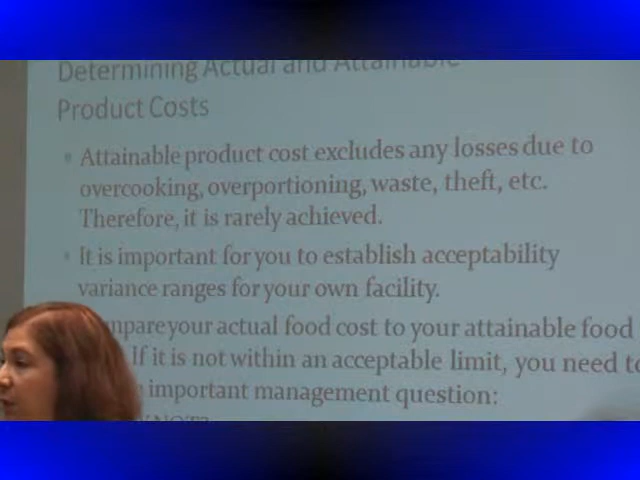 Determining Actual and Attainable
Product Costs
Attainable product cost excludes any losses due to
overcooking, overportioning, waste, theft, etc.
Therefore, it is rarely achieved.
It is important for you to establish acceptability
variance ranges for your own facility.
mpare your actual food cost to your attainable food
If it is not within an acceptable limit, you need to
important management question: